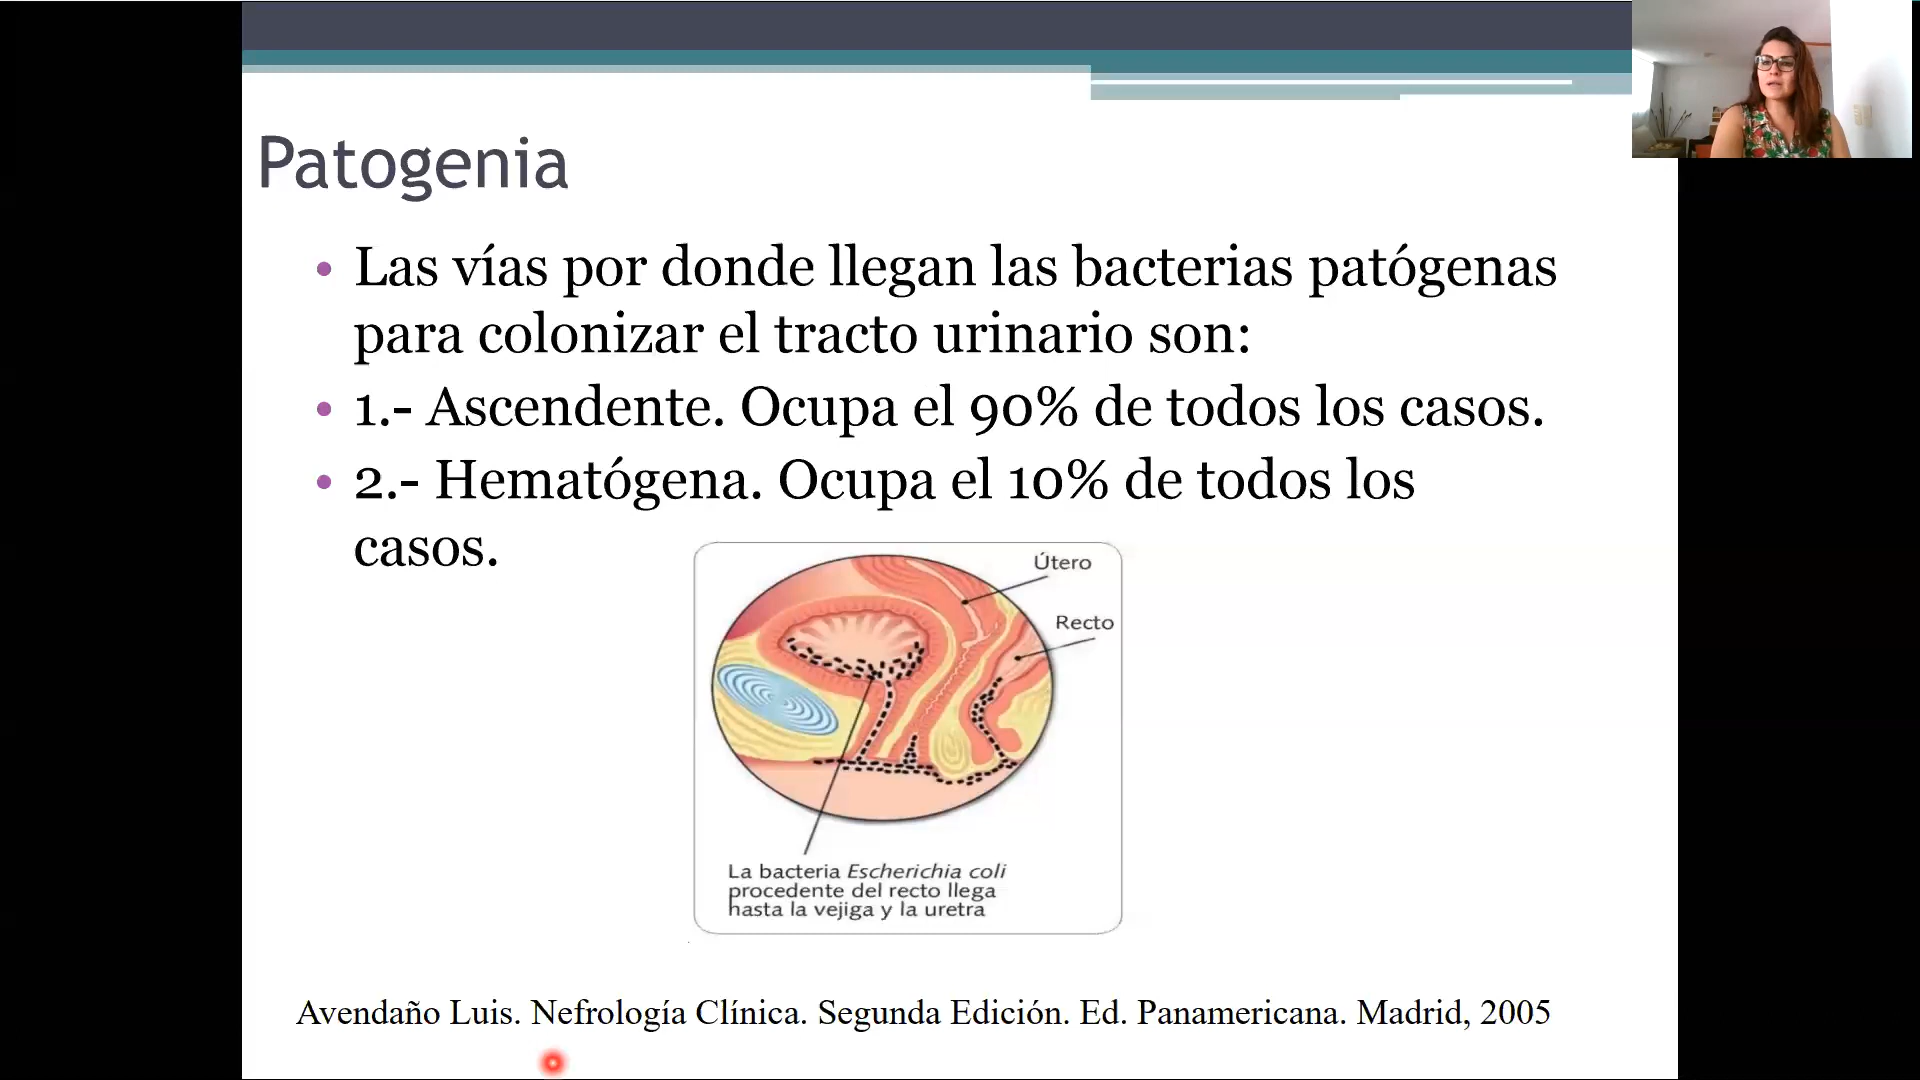 Patogenia
• Las vías por donde llegan las bacterias patógenas
para colonizar el tracto urinario son:
• 1.- Ascendente. Ocupa el 90% de todos los casos.
• 2.- Hematógena. Ocupa el 10% de todos los
casos.
Útero
Recto
La bacteria Escherichia coli
procedente del recto llega
hasta la vejiga y la uretra
Avendaño Luis. Nefrología Clínica. Segunda Edición. Ed. Panamericana. Madrid, 2005